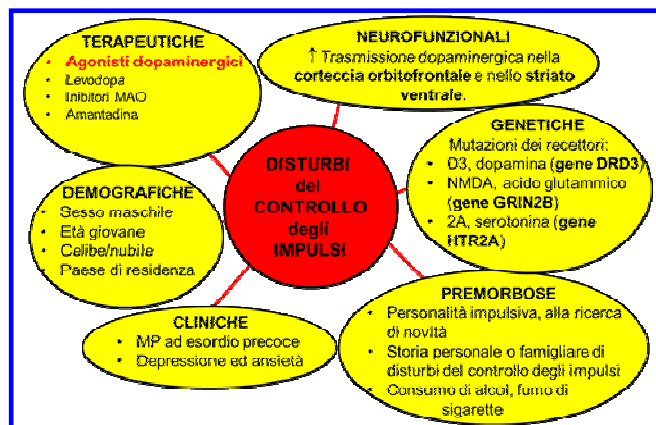 TERAPEUTICHE
• Agonisti dopaminergici
• Levodopa
• Inibitori MAO
• Amantadina
NEUROFUNZIONALI
↑ Trasmissione dopaminergica nella
corteccia orbitofrontale e nello striato
ventrale.
GENETICHE
Mutazioni dei recettori:
• D3, dopamina (gene DRD3)
• NMDA, acido glutammico
(gene GRIN2B)
• 2A, serotonina (gene
HTR2A)
DISTURBI
del
CONTROLLO
degli
IMPULSI
DEMOGRAFICHE
• Sesso maschile
• Età giovane
• Celibe/nubile
• Paese di residenza
CLINICHE
• MP ad esordio precoce
• Depressione ed ansietà
PREMORBOSE
• Personalità impulsiva, alla ricerca
di novità
• Storia personale o famigliare di
disturbi del controllo degli impulsi
• Consumo di alcol, fumo di
sigarette